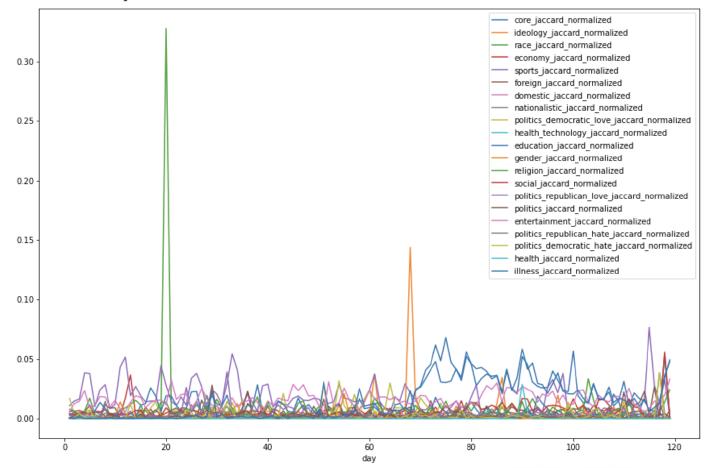 core_jaccard_normalized
ideology_jaccard_normalized
race_jaccard_normalized
economy_jaccard_normalized
sports_jaccard_normalized
foreign_jaccard_normalized
domestic_jaccard_normalized
nationalistic_jaccard_normalized
politics_democratic_love_jaccard_normalized
health_technology_jaccard_normalized
education_jaccard_normalized
gender_jaccard_normalized
religion_jaccard_normalized
social_jaccard_normalized
politics_republican_love_jaccard_normalized
politics_jaccard_normalized
entertainment_jaccard_normalized
politics_republican_hate_jaccard_normalized
politics_democratic_hate_jaccard_normalized
health_jaccard_normalized
illness_jaccard_normalized
0.30
0.25
0.20
0.15
0.10
0.05
0.00
0 20 40 60 80 100 120
day